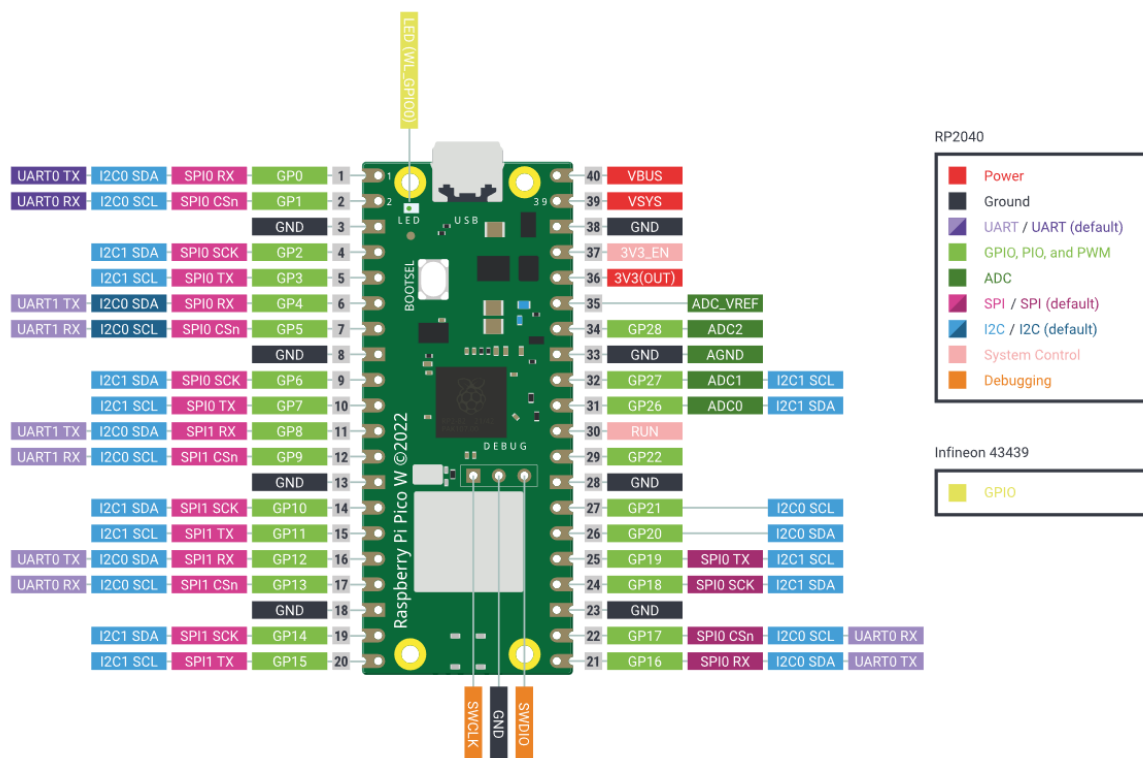 LED (WL_GPIO0)
UART0 TX I2C0 SDA SPI0 RX GP0 1
UART0 RX I2C0 SCL SPI0 CSn GP1 2
GND 3
I2C1 SDA SPI0 SCK GP2 4
I2C1 SCL SPI0 TX GP3 5
UART1 TX I2C0 SDA SPI0 RX GP4 6
UART1 RX I2C0 SCL SPI0 CSn GP5 7
GND 8
I2C1 SDA SPI0 SCK GP6 9
I2C1 SCL SPI0 TX GP7 10
UART1 TX I2C0 SDA SPI1 RX GP8 11
UART1 RX I2C0 SCL SPI1 CSn GP9 12
GND 13
I2C1 SDA SPI1 SCK GP10 14
I2C1 SCL SPI1 TX GP11 15
UART0 TX I2C0 SDA SPI1 RX GP12 16
UART0 RX I2C0 SCL SPI1 CSn GP13 17
GND 18
I2C1 SDA SPI1 SCK GP14 19
I2C1 SCL SPI1 TX GP15 20
1
2
39
LED
USB
BOOTSEL
DEBUG
Raspberry Pi Pico W ©2022
SWCLK
GND
SWDIO
40 VBUS
39 VSYS
38 GND
37 3V3_EN
36 3V3(OUT)
35 ADC_VREF
34 GP28 ADC2
33 GND AGND
32 GP27 ADC1 I2C1 SCL
31 GP26 ADC0 I2C1 SDA
30 RUN
29 GP22
28 GND
27 GP21 I2C0 SCL
26 GP20 I2C0 SDA
25 GP19 SPI0 TX I2C1 SCL
24 GP18 SPI0 SCK I2C1 SDA
23 GND
22 GP17 SPI0 CSn I2C0 SCL UART0 RX
21 GP16 SPI0 RX I2C0 SDA UART0 TX
RP2040
Power
Ground
UART / UART (default)
GPIO, PIO, and PWM
ADC
SPI / SPI (default)
I2C / I2C (default)
System Control
Debugging
Infineon 43439
GPIO